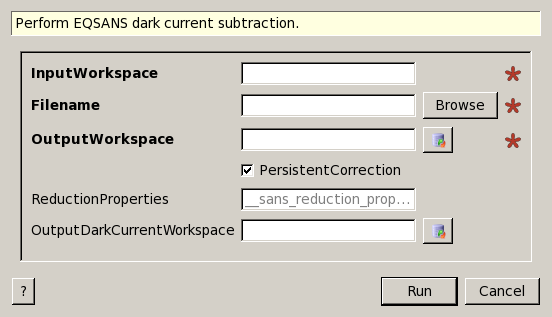 Perform EQSANS dark current subtraction.
InputWorkspace
Filename Browse
OutputWorkspace
PersistentCorrection
ReductionProperties __sans_reduction_prop...
OutputDarkCurrentWorkspace
? Run Cancel